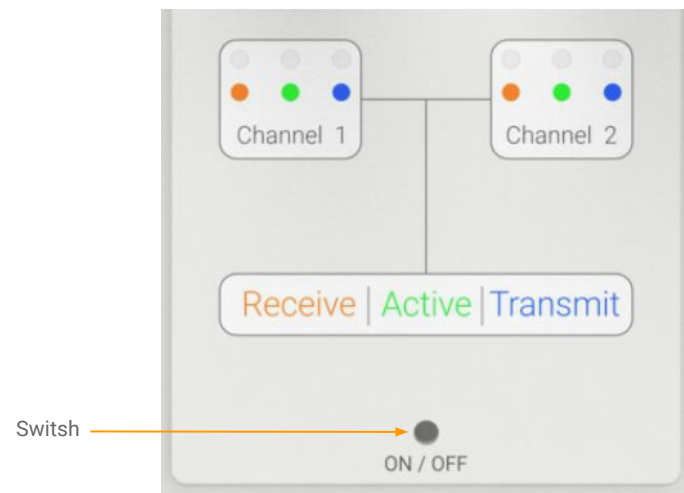 Channel 1
Channel 2
Receive | Active | Transmit
Switsh
ON / OFF